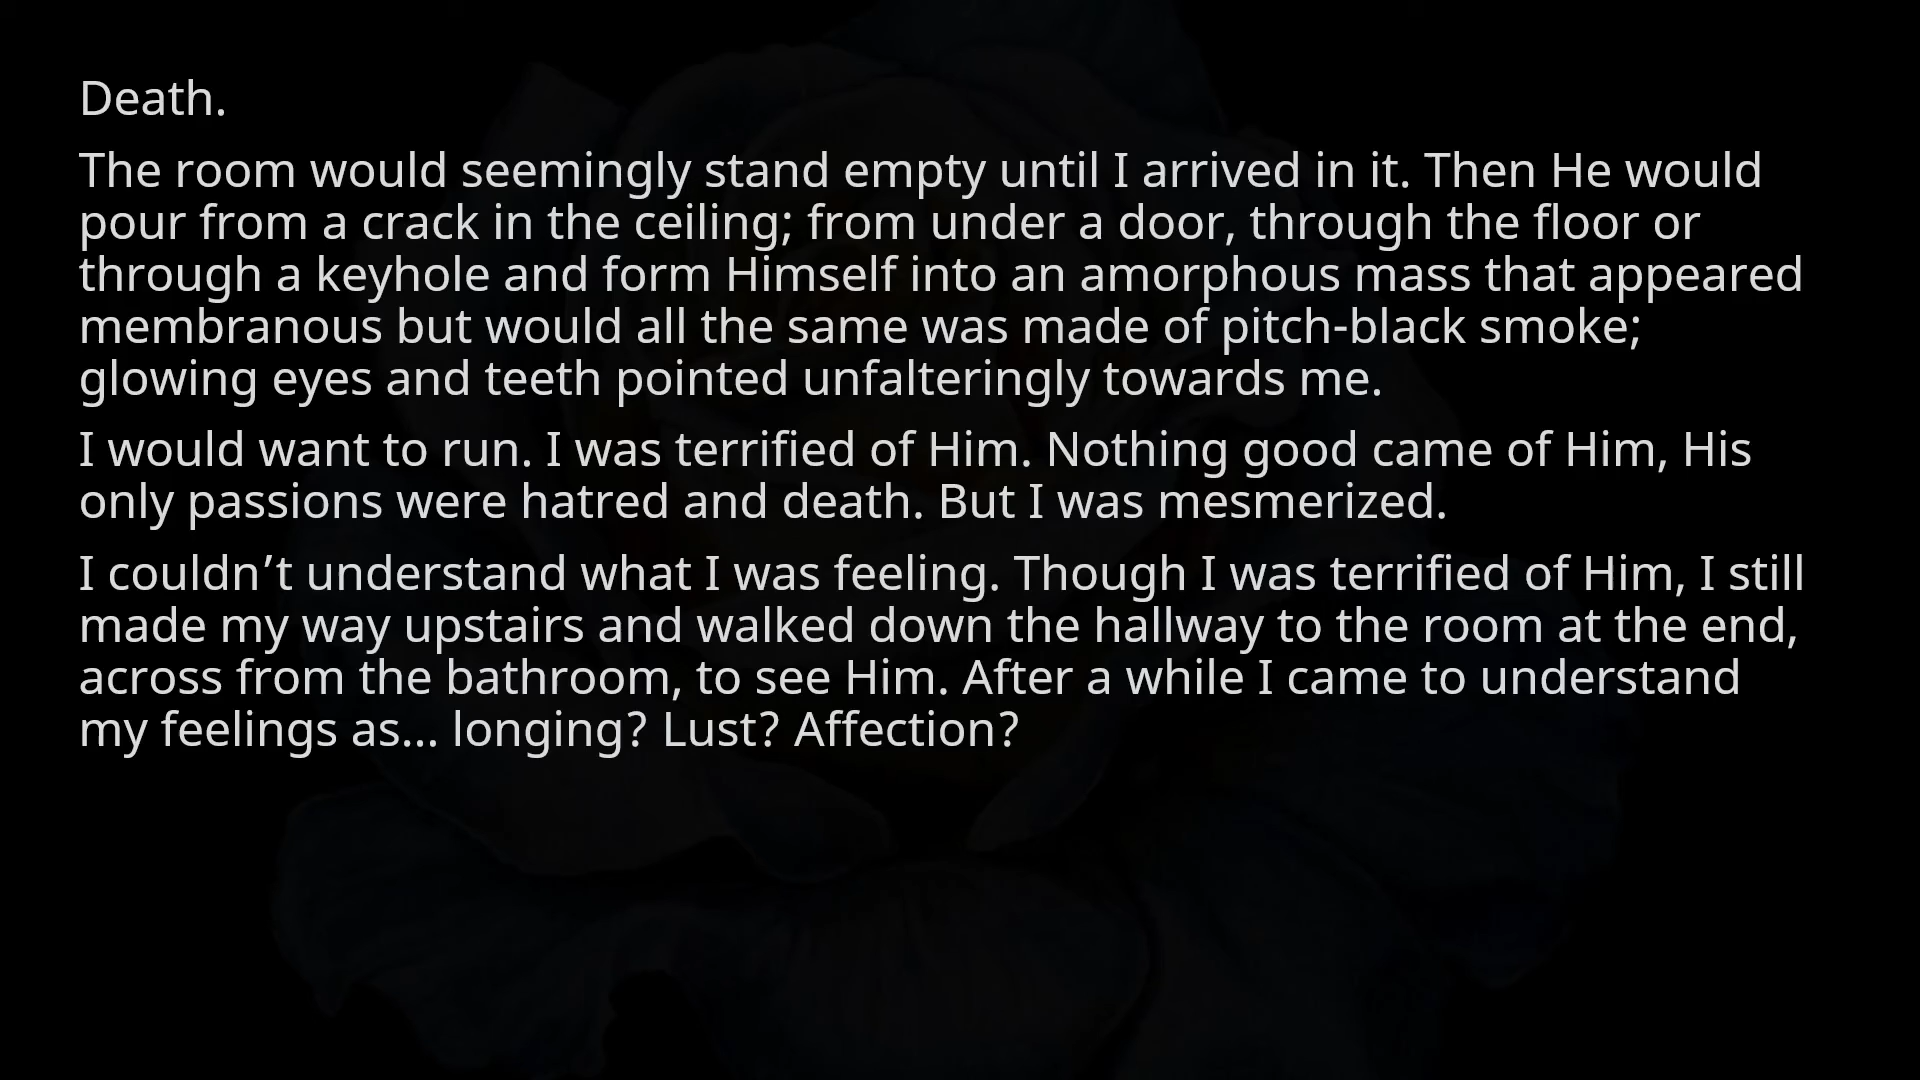 Death.
The room would seemingly stand empty until I arrived in it. Then He would
pour from a crack in the ceiling; from under a door, through the floor or
through a keyhole and form Himself into an amorphous mass that appeared
membranous but would all the same was made of pitch-black smoke;
glowing eyes and teeth pointed unfalteringly towards me.
I would want to run. I was terrified of Him. Nothing good came of Him, His
only passions were hatred and death. But I was mesmerized.
I couldn’t understand what I was feeling. Though I was terrified of Him, I still
made my way upstairs and walked down the hallway to the room at the end,
across from the bathroom, to see Him. After a while I came to understand
my feelings as... longing? Lust? Affection?